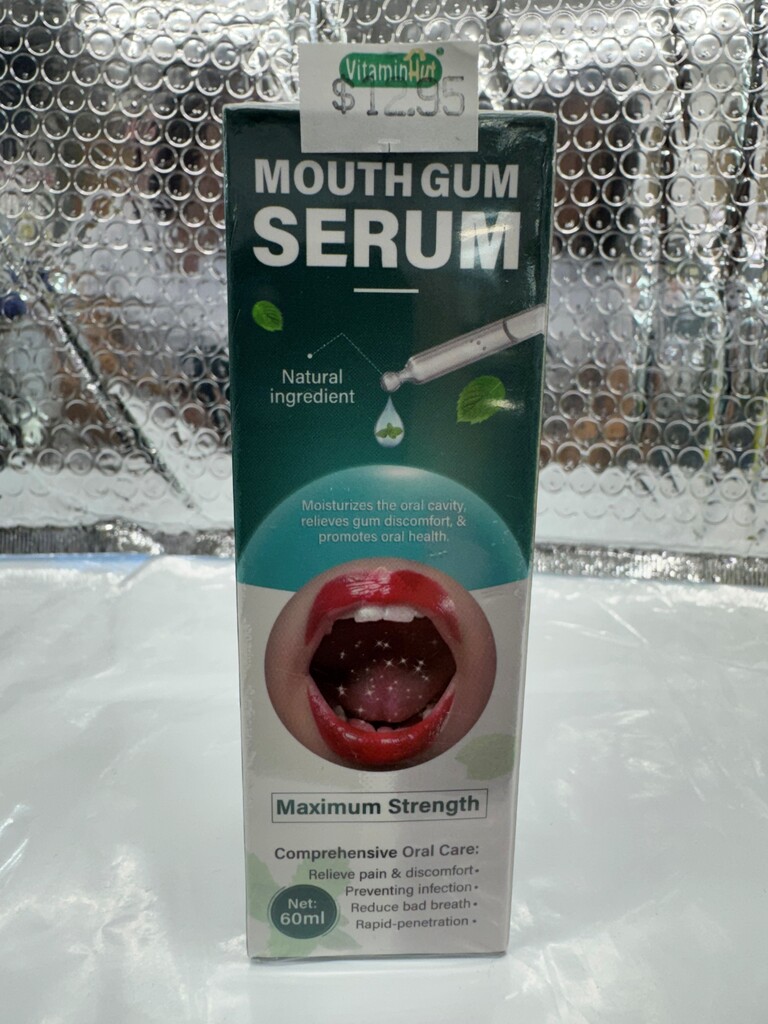 VitaminAid®
$12.95
MOUTH GUM
SERUM
Natural
ingredient
Moisturizes the oral cavity,
relieves gum discomfort, &
promotes oral health.
Maximum Strength
Comprehensive Oral Care:
Relieve pain & discomfort•
Preventing infection•
Reduce bad breath•
Rapid-penetration •
Net:
60ml